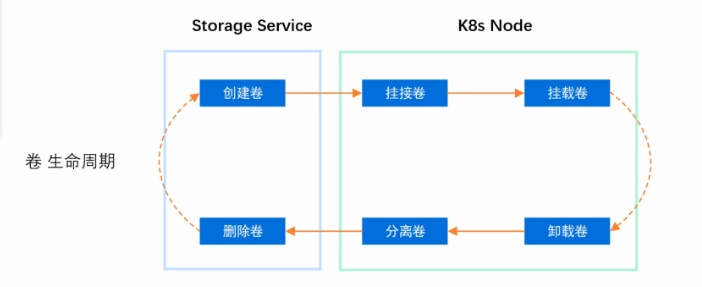 Storage Service
K8s Node
创建卷
挂接卷
挂载卷
卷 生命周期
删除卷
分离卷
卸载卷